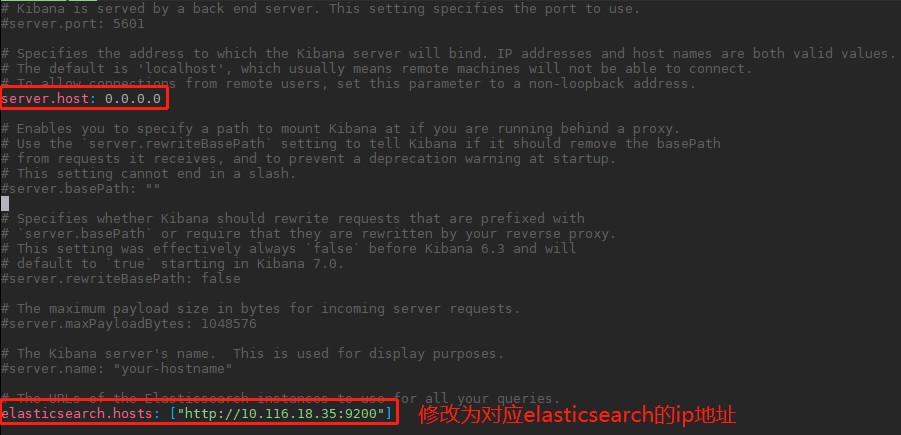 # Kibana is served by a back end server. This setting specifies the port to use.
#server.port: 5601
# Specifies the address to which the Kibana server will bind. IP addresses and host names are both valid values.
# The default is 'localhost', which usually means remote machines will not be able to connect.
# To allow connections from remote users, set this parameter to a non-loopback address.
server.host: 0.0.0.0
# Enables you to specify a path to mount Kibana at if you are running behind a proxy.
# Use the `server.rewriteBasePath` setting to tell Kibana if it should remove the basePath
# from requests it receives, and to prevent a deprecation warning at startup.
# This setting cannot end in a slash.
#server.basePath: ""
# Specifies whether Kibana should rewrite requests that are prefixed with
# `server.basePath` or require that they are rewritten by your reverse proxy.
# This setting was effectively always `false` before Kibana 6.3 and will
# default to `true` starting in Kibana 7.0.
#server.rewriteBasePath: false
# The maximum payload size in bytes for incoming server requests.
#server.maxPayloadBytes: 1048576
# The Kibana server's name.  This is used for display purposes.
#server.name: "your-hostname"
# The URLs of the Elasticsearch instances to use for all your queries.
elasticsearch.hosts: ["http://10.116.18.35:9200"] 修改为对应elasticsearch的ip地址